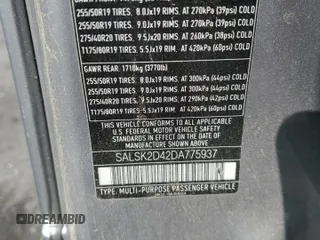 255/50R19 TIRES. 8.0Jx19 RIMS. AT 270kPa (39psi) COLD
255/50R19 TIRES. 9.0Jx19 RIMS. AT 270kPa (39psi) COLD
275/40R20 TIRES. 9.5Jx20 RIMS. AT 260kPa (38psi) COLD
T175/80R19 TIRES. 5.5Jx19 RIM. AT 420kPa (60psi) COLD
GAWR REAR. 1710kg (3770lb)
255/50R19 TIRES. 8.0Jx19 RIMS. AT 300kPa (44psi) COLD
255/50R19 TIRES. 9.0Jx19 RIMS. AT 300kPa (44psi) COLD
275/40R20 TIRES. 9.5Jx20 RIMS. AT 290kPa (42psi) COLD
T175/80R19 TIRES. 5.5Jx19 RIM. AT 420kPa (60psi) COLD
THIS VEHICLE CONFORMS TO ALL APPLICABLE
U.S. FEDERAL MOTOR VEHICLE SAFETY AND
THEFT PREVENTION STANDARDS IN EFFECT ON
THE DATE OF MANUFACTURE SHOWN ABOVE.
SALSK2D42DA775937
TYPE: MULTI-PURPOSE PASSENGER VEHICLE
DREAMBID